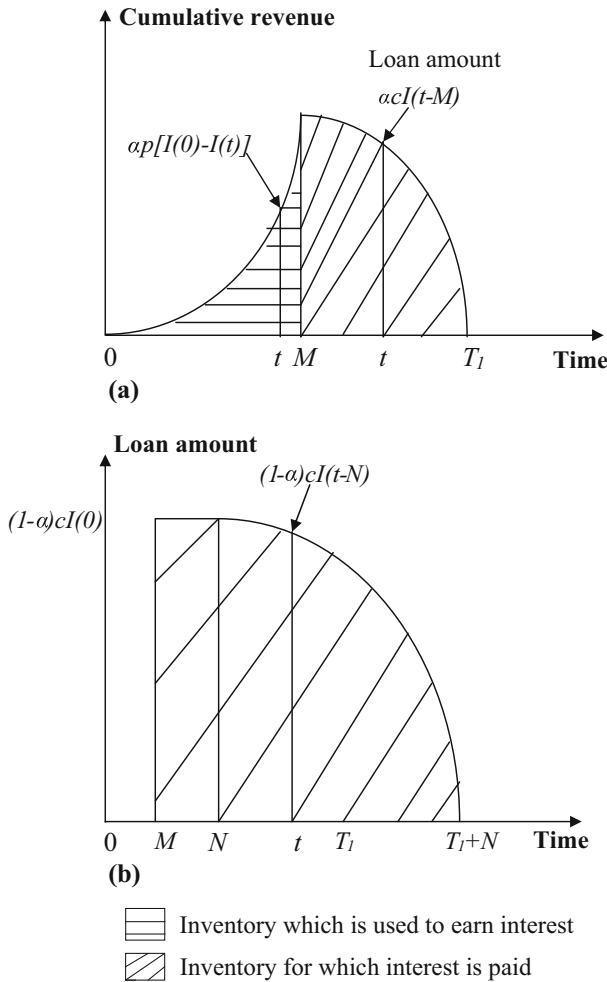 Cumulative revenue
Loan amount
αcI(t-M)
αp[I(0)-I(t)]
0 t M t T₁ Time
(a)
Loan amount
(1-α)cI(t-N)
(1-α)cI(0)
0 M N t T₁ T₁+N Time
(b)
Inventory which is used to earn interest
Inventory for which interest is paid